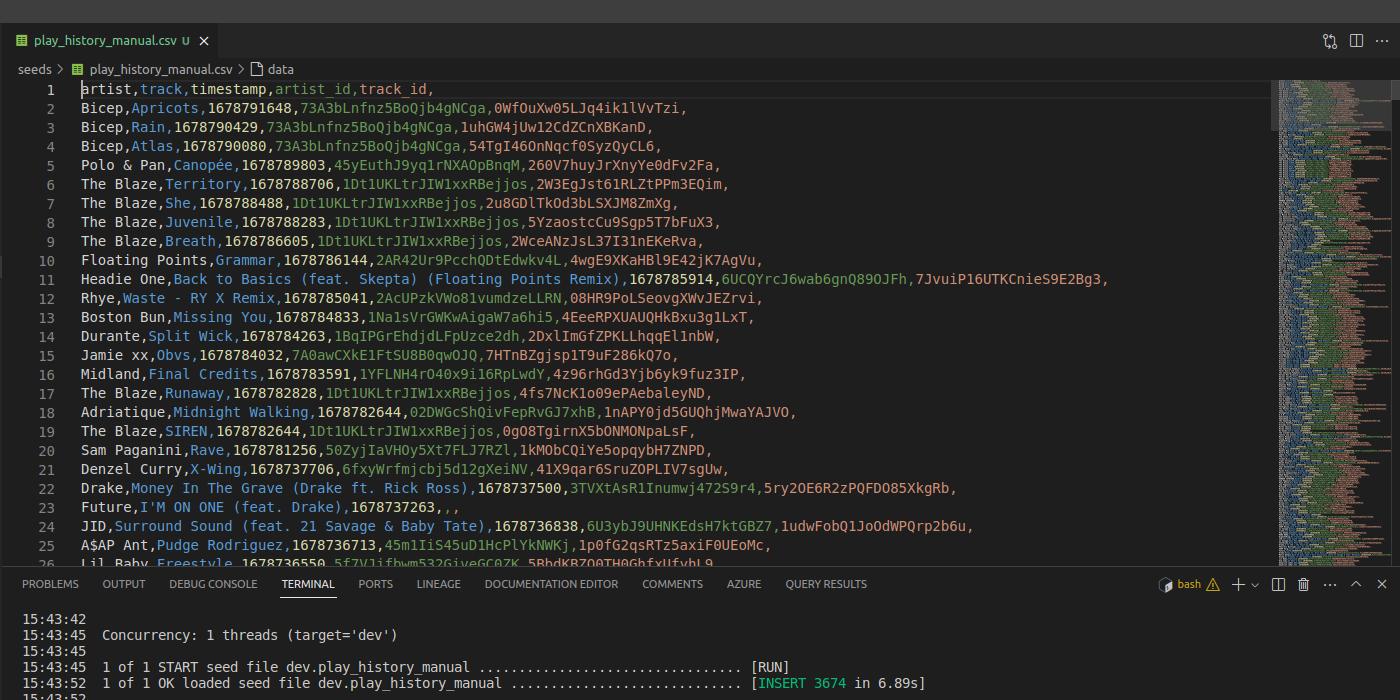 play_history_manual.csv U
seeds > play_history_manual.csv > data
1 artist,track,timestamp,artist_id,track_id,
2 Bicep,Apricots,1678791648,73A3bLnfnz5BoQjb4gNCga,0WfOuXw05LJq4ik1lVvTzi,
3 Bicep,Rain,1678790429,73A3bLnfnz5BoQjb4gNCga,1uhGW4jUw12CdZCnXBKanD,
4 Bicep,Atlas,1678790080,73A3bLnfnz5BoQjb4gNCga,54TgI46OnNqcf0SyzQyCL6,
5 Polo & Pan,Canopée,1678789803,45yEuthJ9yq1rNXAOpBnqM,260V7huyJrXnyYe0dFv2Fa,
6 The Blaze,Territory,1678788706,1Dt1UKLtrJIW1xxRBejjos,2W3EgJst61RLZtPPm3EQim,
7 The Blaze,She,1678788488,1Dt1UKLtrJIW1xxRBejjos,2u8GDlTkOd3bLSXJM8ZmXg,
8 The Blaze,Juvenile,1678788283,1Dt1UKLtrJIW1xxRBejjos,5YzaostcCu9Sgp5T7bFuX3,
9 The Blaze,Breath,1678786605,1Dt1UKLtrJIW1xxRBejjos,2WceANzJsL37I31nEKeRva,
10 Floating Points,Grammar,1678786144,2AR42Ur9PcchQDtEdwkv4L,4wgE9XKaHBl9E42jK7AgVu,
11 Headie One,Back to Basics (feat. Skepta) (Floating Points Remix),1678785914,6UCQYrcJ6wab6gnQ89OJFh,7JvuiP16UTKCnieS9E2Bg3,
12 Rhye,Waste - RY X Remix,1678785041,2AcUPzkVWo81vumdzeLLRN,08HR9PoLSeovgXWvJEZrvi,
13 Boston Bun,Missing You,1678784833,1Na1sVrGWKwAigaW7a6hi5,4EeeRPXUAUQHkBxu3g1LxT,
14 Durante,Split Wick,1678784263,1BqIPGrEhdjdLFpUzce2dh,2DxlImGfZPKLLhqqEl1nbW,
15 Jamie xx,Obvs,1678784032,7A0awCXkE1FtSU8B0qwOJQ,7HTnBZgjsp1T9uF286kQ7o,
16 Midland,Final Credits,1678783591,1YFLNH4rO40x9i16RpLwdY,4z96rhGd3Yjb6yk9fuz3IP,
17 The Blaze,Runaway,1678782828,1Dt1UKLtrJIW1xxRBejjos,4fs7NcK1o09ePAebaleyND,
18 Adriatique,Midnight Walking,1678782644,02DWGcShQivFepRvGJ7xhB,1nAPY0jd5GUQhjMwaYAJVO,
19 The Blaze,SIREN,1678782644,1Dt1UKLtrJIW1xxRBejjos,0gO8TgirnX5bONMONpaLsF,
20 Sam Paganini,Rave,1678781256,50ZyjIaVHOy5Xt7FLJ7RZl,1kMObCQiYe5opqybH7ZNPD,
21 Denzel Curry,X-Wing,1678737706,6fxyWrfmjcbj5d12gXeiNV,41X9qar6SruZOPLIV7sgUw,
22 Drake,Money In The Grave (Drake ft. Rick Ross),1678737500,3TVXtAsR1Inumwj472S9r4,5ry2OE6R2zPQFDO85XkgRb,
23 Future,I'M ON ONE (feat. Drake),1678737263,,,
24 JID,Surround Sound (feat. 21 Savage & Baby Tate),1678736838,6U3ybJ9UHNKEdsH7ktGBZ7,1udwFobQ1JoOdWPQrp2b6u,
25 A$AP Ant,Pudge Rodriguez,1678736713,45m1IiS45uD1HcPlYkNWKj,1p0fG2qsRTz5axiF0UEoMc,
26 Lil Baby,Freestyle,1678736550
PROBLEMS OUTPUT DEBUG CONSOLE TERMINAL PORTS LINEAGE DOCUMENTATION EDITOR COMMENTS AZURE QUERY RESULTS bash
15:43:42
15:43:45 Concurrency: 1 threads (target='dev')
15:43:45
15:43:45 1 of 1 START seed file dev.play_history_manual ................................ [RUN]
15:43:52 1 of 1 OK loaded seed file dev.play_history_manual ............................ [INSERT 3674 in 6.89s]
15:43:52